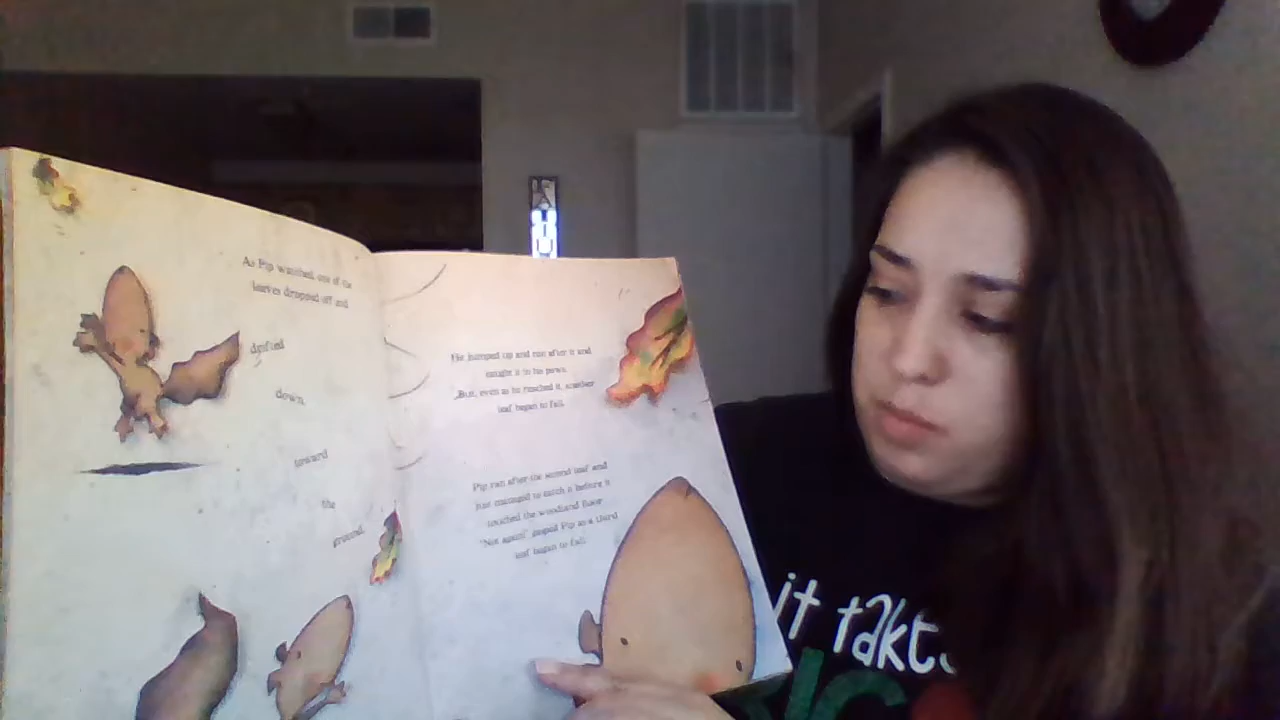 As Pip watched, one of the
leaves dropped off and
drifted
down,
toward
the
ground.
He jumped up and ran after it and
caught it in his paws.
But, even as he reached it, another
leaf began to fall.
Pip ran after the second leaf and
just managed to catch it before it
touched the woodland floor.
"Not again!" gasped Pip as a third
leaf began to fall.
it takes